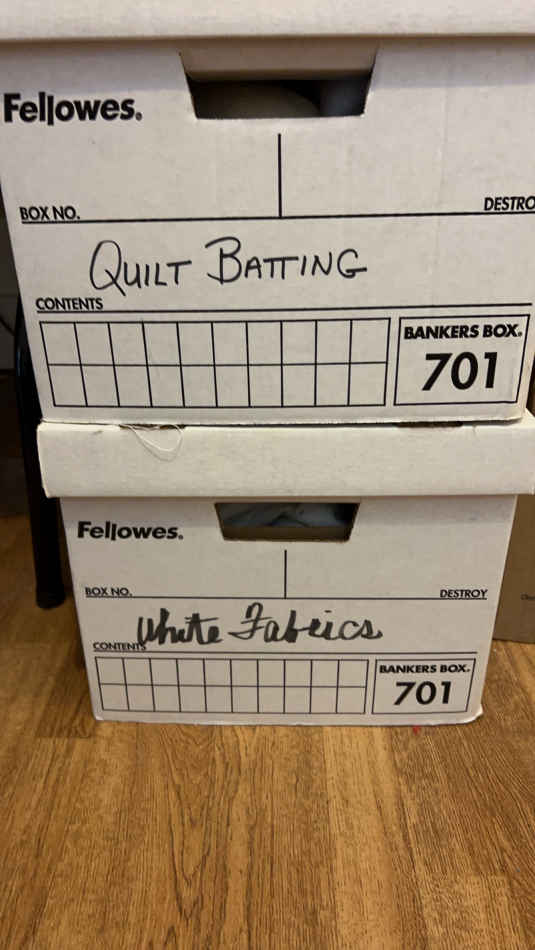 Fellowes.
BOX NO.
DESTRO
QUILT BATTING
CONTENTS
BANKERS BOX.
701
Fellowes.
BOX NO.
DESTROY
White Fabrics
CONTENTS
BANKERS BOX.
701